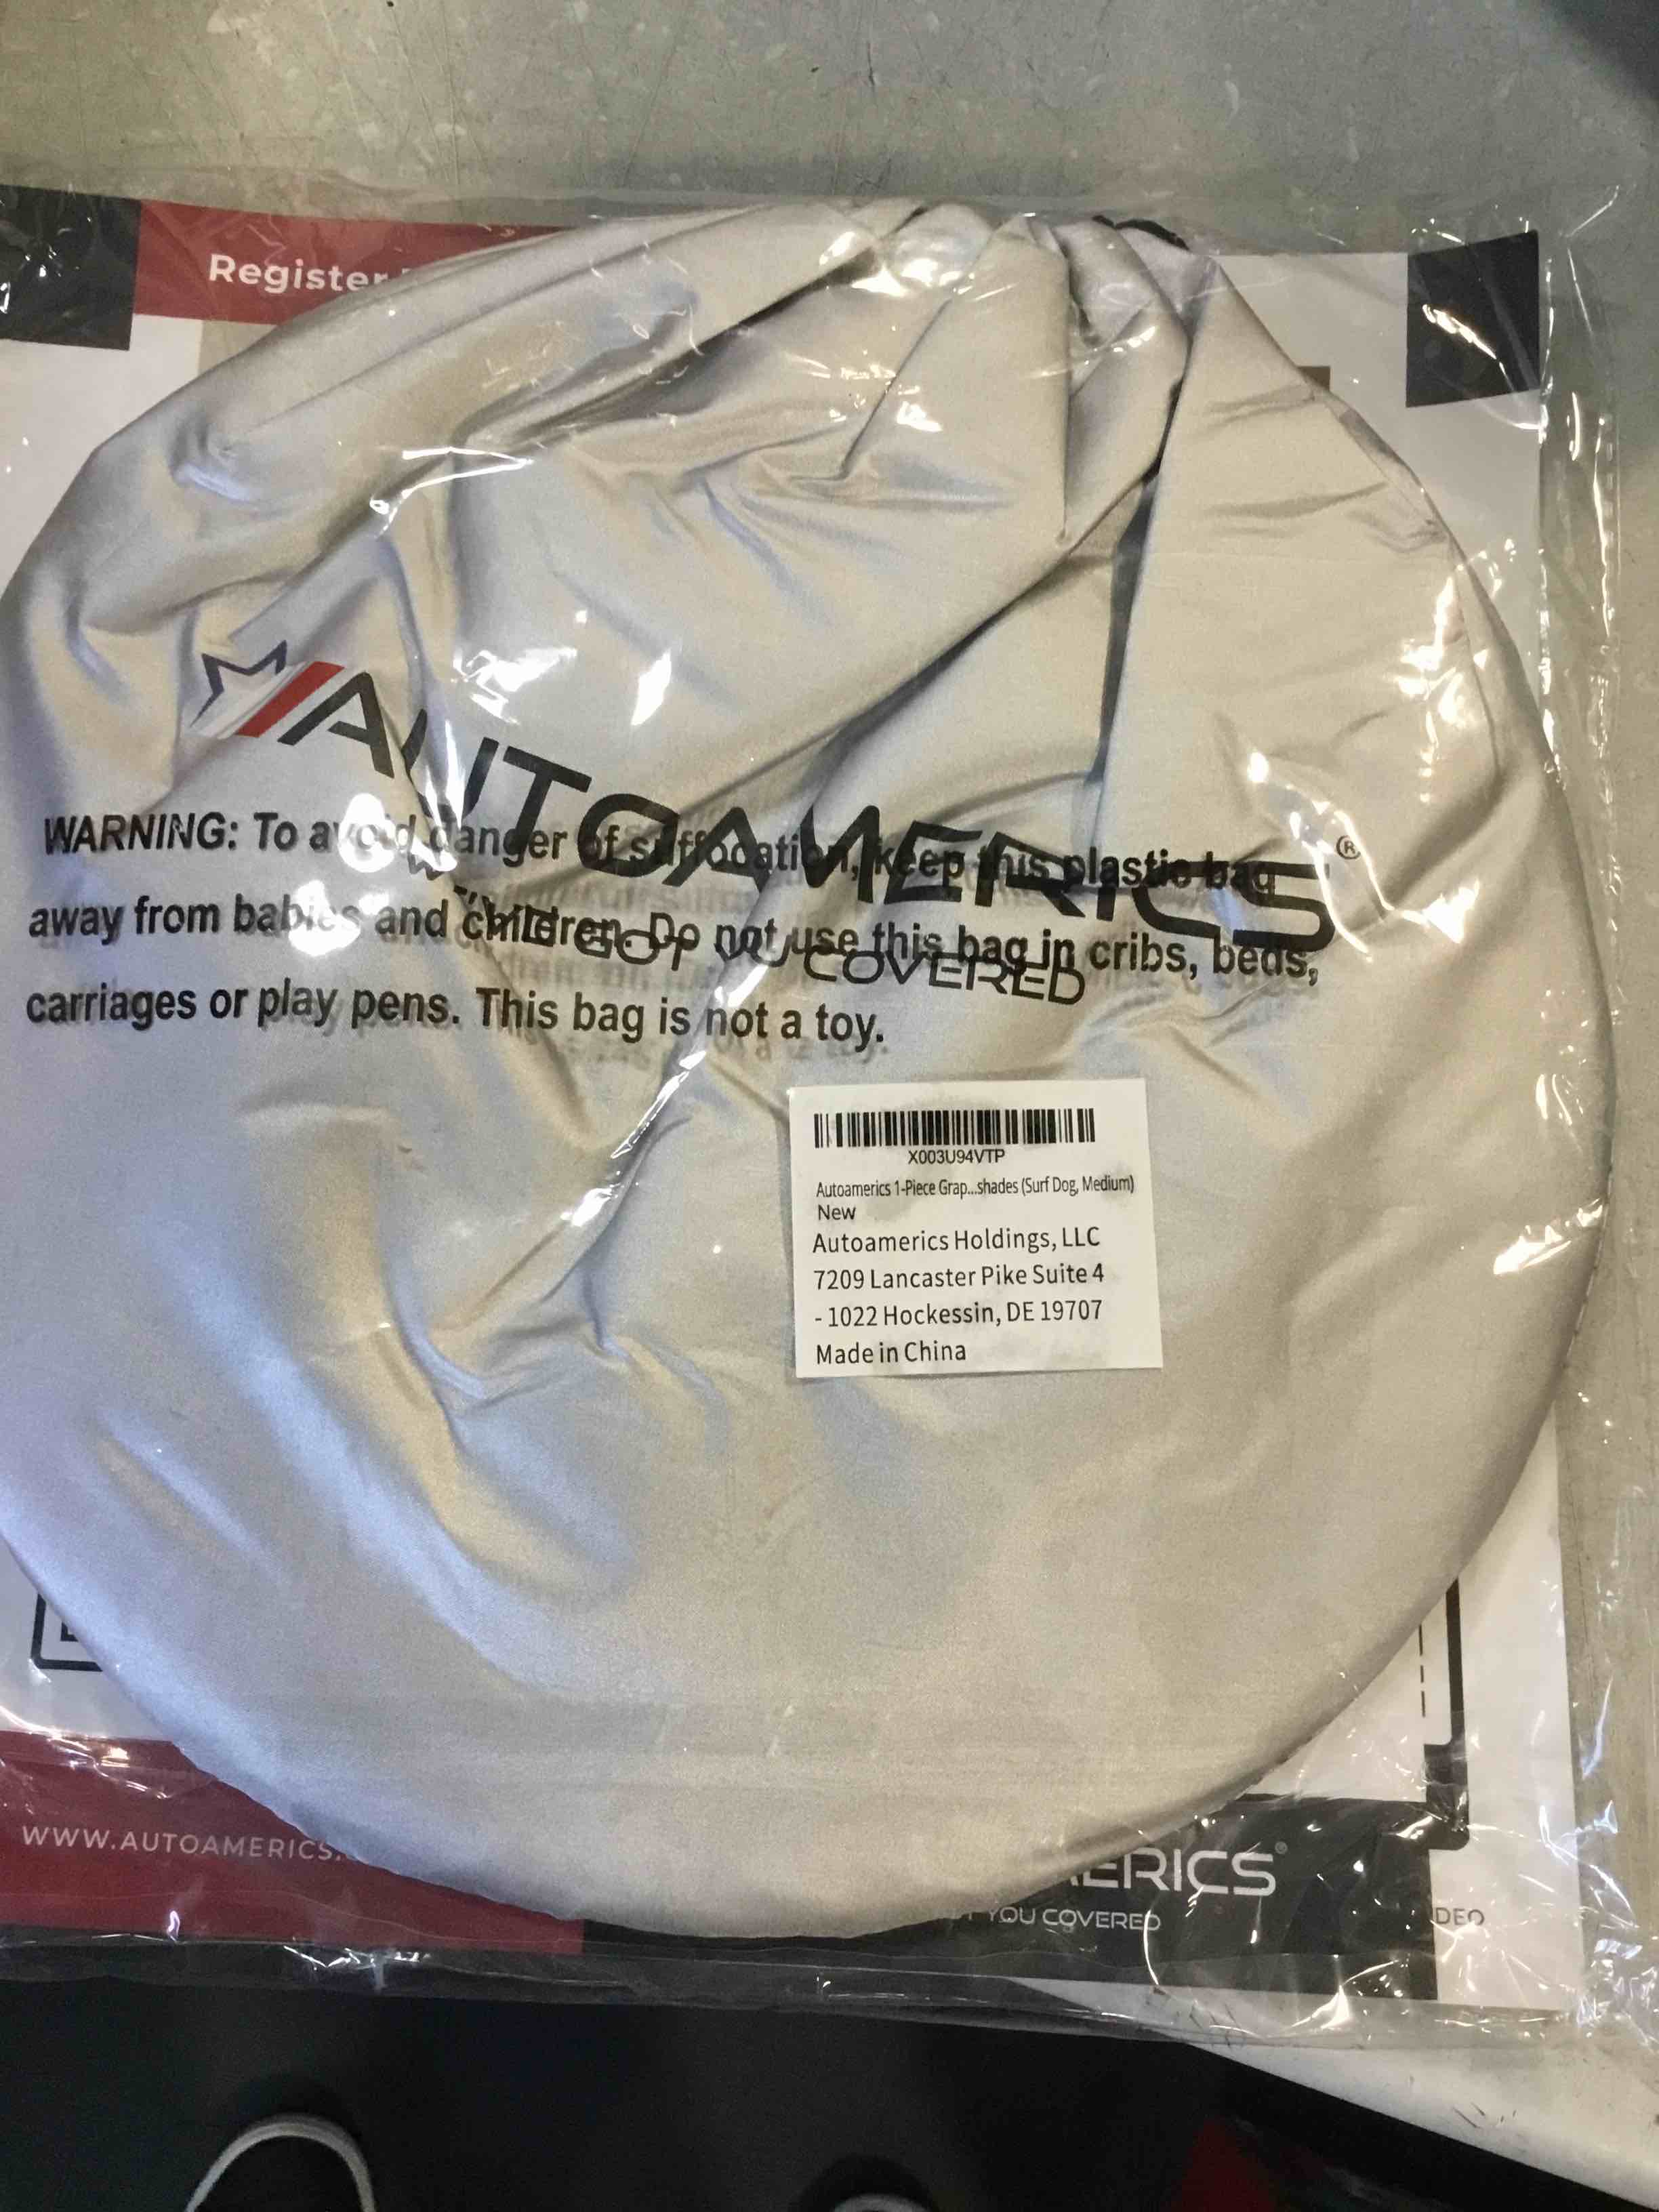 Register
AUTOAMERICS®
WE'VE GOT YOU COVERED
WARNING: To avoid danger of suffocation, keep this plastic bag
away from babies and children. Do not use this bag in cribs, beds,
carriages or play pens. This bag is not a toy.
X003U94VTP
Autoamerics 1-Piece Grap...shades (Surf Dog, Medium)
New
Autoamerics Holdings, LLC
7209 Lancaster Pike Suite 4
- 1022 Hockessin, DE 19707
Made in China
WWW.AUTOAMERICS.
ERICS®
YOU COVERED
DEO